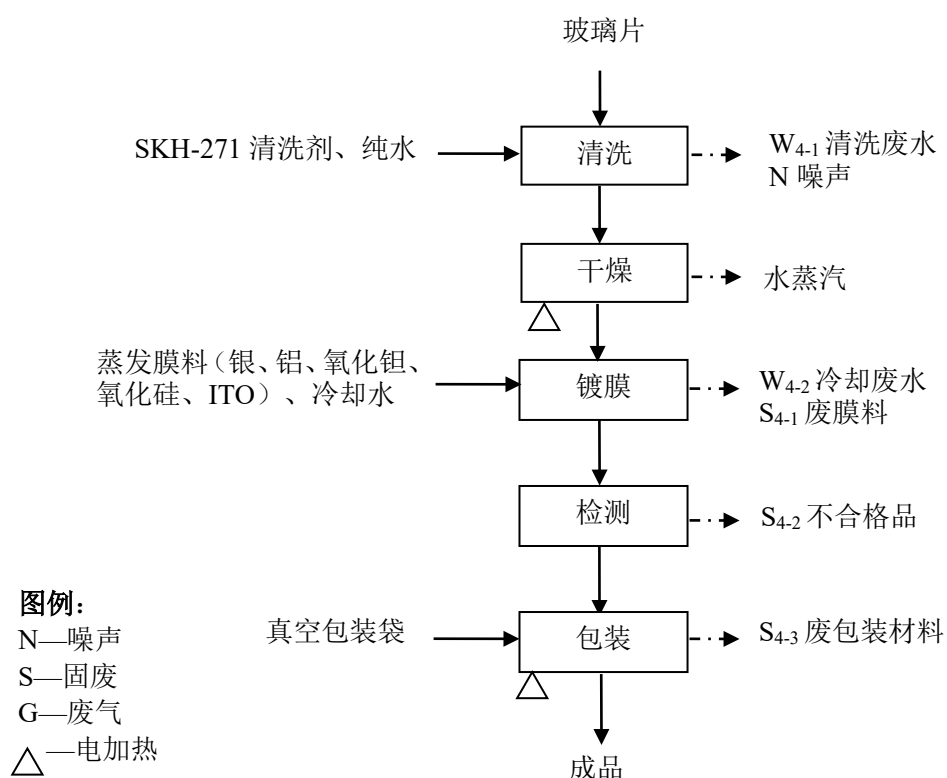 玻璃片
SKH-271 清洗剂、纯水
清洗
W4-1 清洗废水
N 噪声
干燥
水蒸汽
蒸发膜料（银、铝、氧化钽、
氧化硅、ITO）、冷却水
镀膜
W4-2 冷却废水
S4-1 废膜料
检测
S4-2 不合格品
真空包装袋
包装
S4-3 废包装材料
成品
图例：
N—噪声
S—固废
G—废气
—电加热